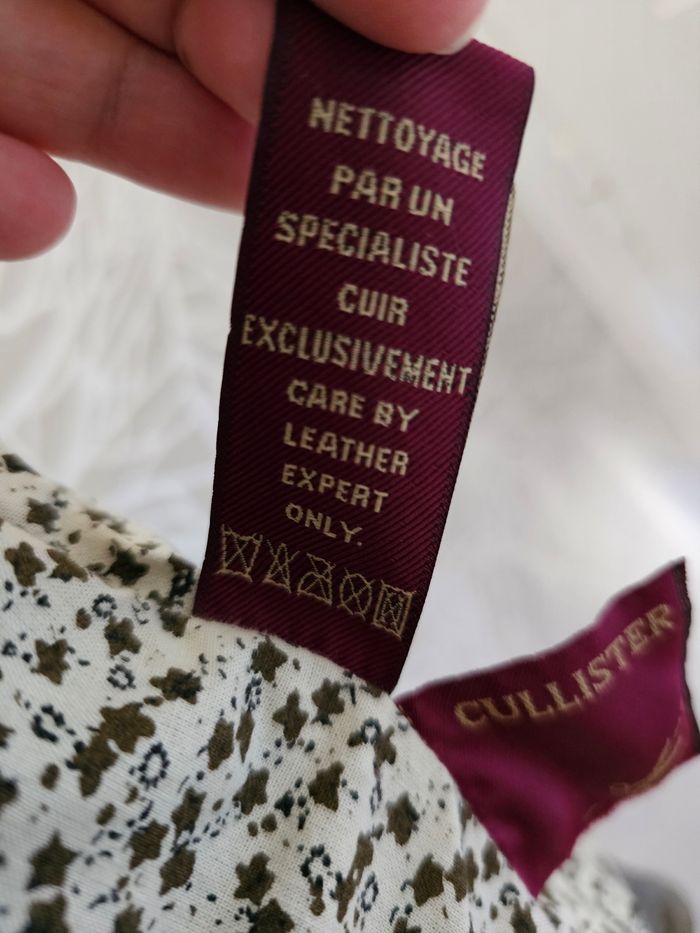 NETTOYAGE
PAR UN
SPECIALISTE
CUIR
EXCLUSIVEMENT
CARE BY
LEATHER
EXPERT
ONLY.
CULLISTER